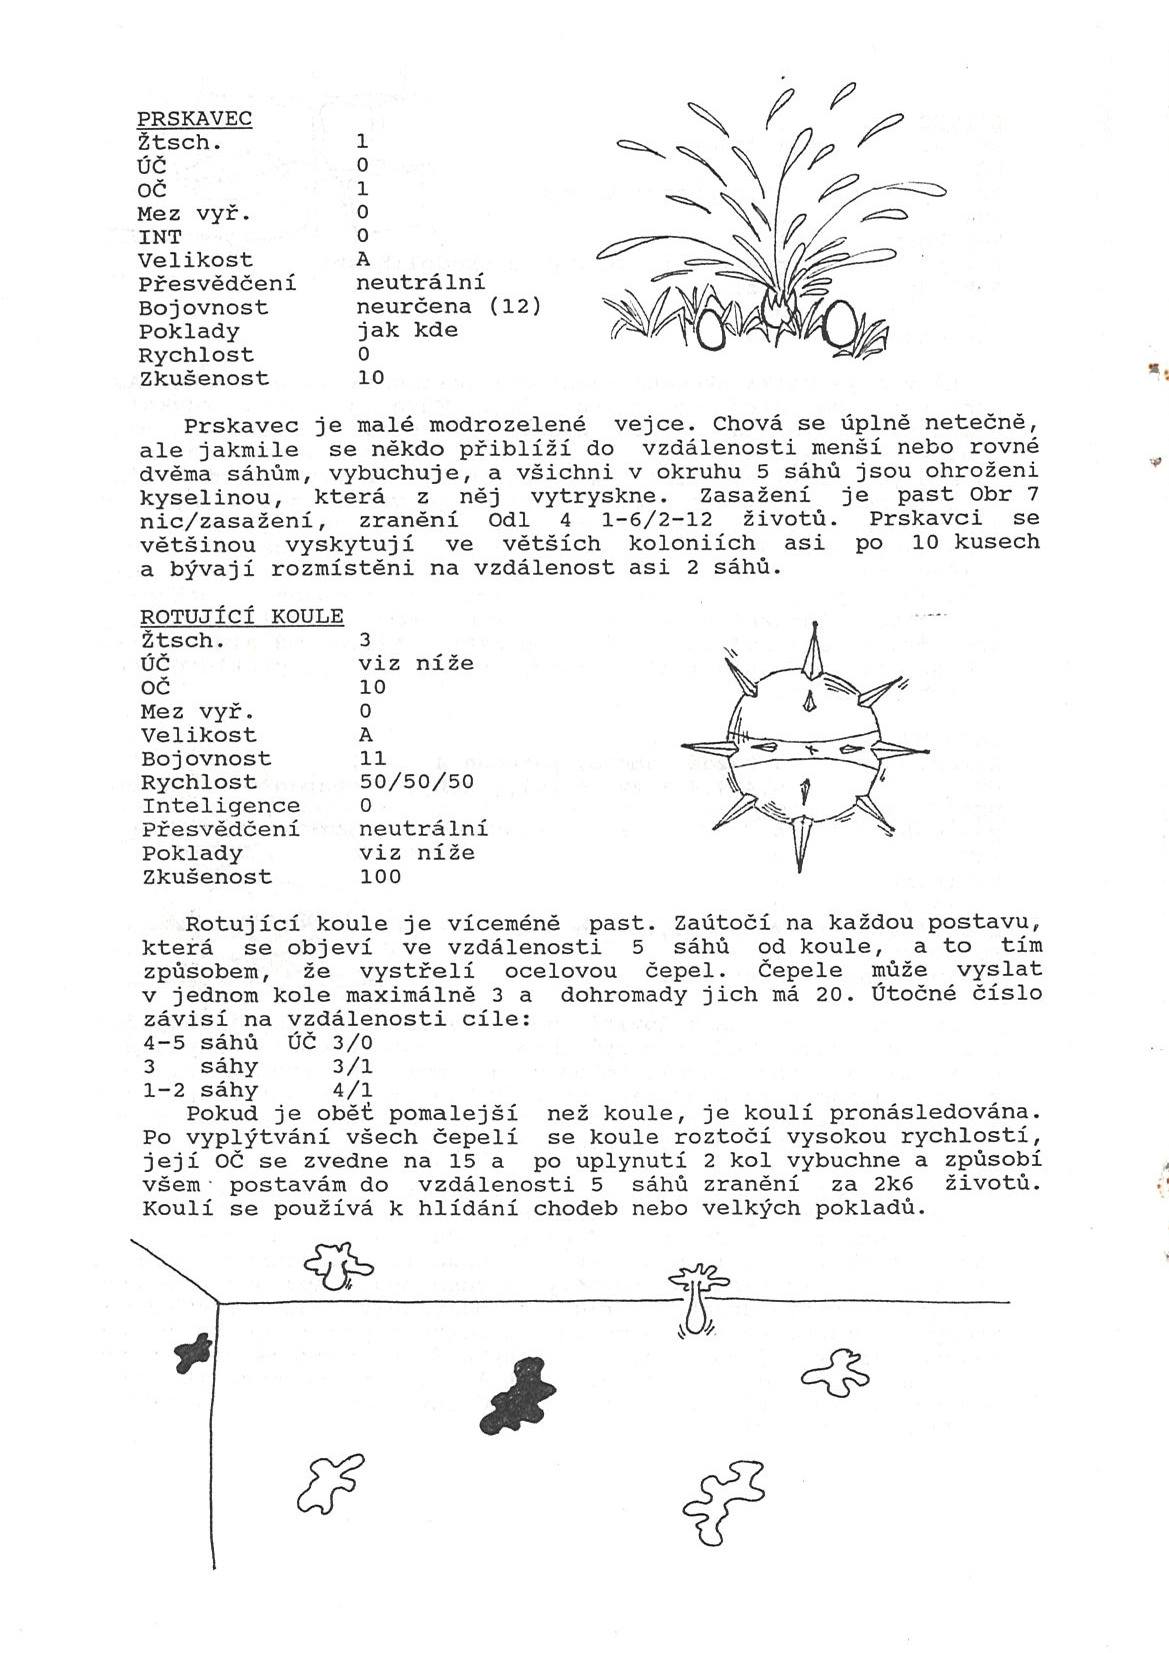 PRSKAVEC
Žtsch. 1
ÚČ 0
OČ 1
Mez vyř. 0
INT 0
Velikost A
Přesvědčení neutrální
Bojovnost neurčena (12)
Poklady jak kde
Rychlost 0
Zkušenost 10
Prskavec je malé modrozelené vejce. Chová se úplně netečně,
ale jakmile se někdo přiblíží do vzdálenosti menší nebo rovné
dvěma sáhům, vybuchuje, a všichni v okruhu 5 sáhů jsou ohroženi
kyselinou, která z něj vytryskne. Zasažení je past Obr 7
nic/zasažení, zranění Odl 4 1-6/2-12 životů. Prskavci se
většinou vyskytují ve větších koloniích asi po 10 kusech
a bývají rozmístěni na vzdálenost asi 2 sáhů.
ROTUJÍCÍ KOULE
Žtsch. 3
ÚČ viz níže
OČ 10
Mez vyř. 0
Velikost A
Bojovnost 11
Rychlost 50/50/50
Inteligence 0
Přesvědčení neutrální
Poklady viz níže
Zkušenost 100
Rotující koule je víceméně past. Zaútočí na každou postavu,
která se objeví ve vzdálenosti 5 sáhů od koule, a to tím
způsobem, že vystřelí ocelovou čepel. Čepele může vyslat
v jednom kole maximálně 3 a dohromady jich má 20. Útočné číslo
závisí na vzdálenosti cíle:
4-5 sáhů ÚČ 3/0
3 sáhy 3/1
1-2 sáhy 4/1
Pokud je oběť pomalejší než koule, je koulí pronásledována.
Po vyplýtvání všech čepelí se koule roztočí vysokou rychlostí,
její OČ se zvedne na 15 a po uplynutí 2 kol vybuchne a způsobí
všem postavám do vzdálenosti 5 sáhů zranění za 2k6 životů.
Koulí se používá k hlídání chodeb nebo velkých pokladů.